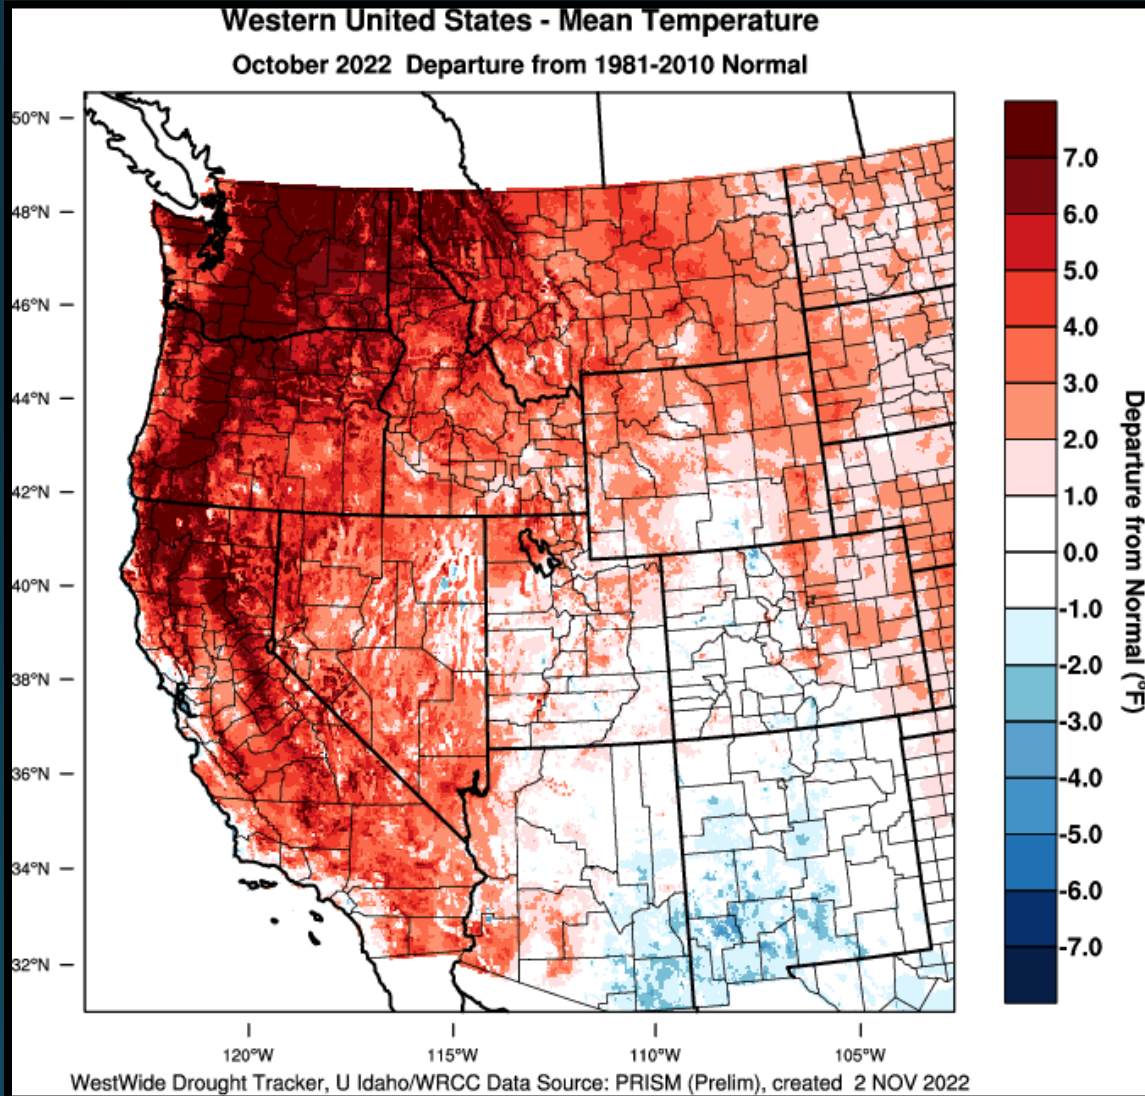 Western United States - Mean Temperature
October 2022 Departure from 1981-2010 Normal
50°N
48°N
46°N
44°N
42°N
40°N
38°N
36°N
34°N
32°N
120°W
115°W
110°W
105°W
7.0
6.0
5.0
4.0
3.0
2.0
1.0
0.0
-1.0
-2.0
-3.0
-4.0
-5.0
-6.0
-7.0
Departure from Normal (°F)
WestWide Drought Tracker, U Idaho/WRCC Data Source: PRISM (Prelim), created 2 NOV 2022